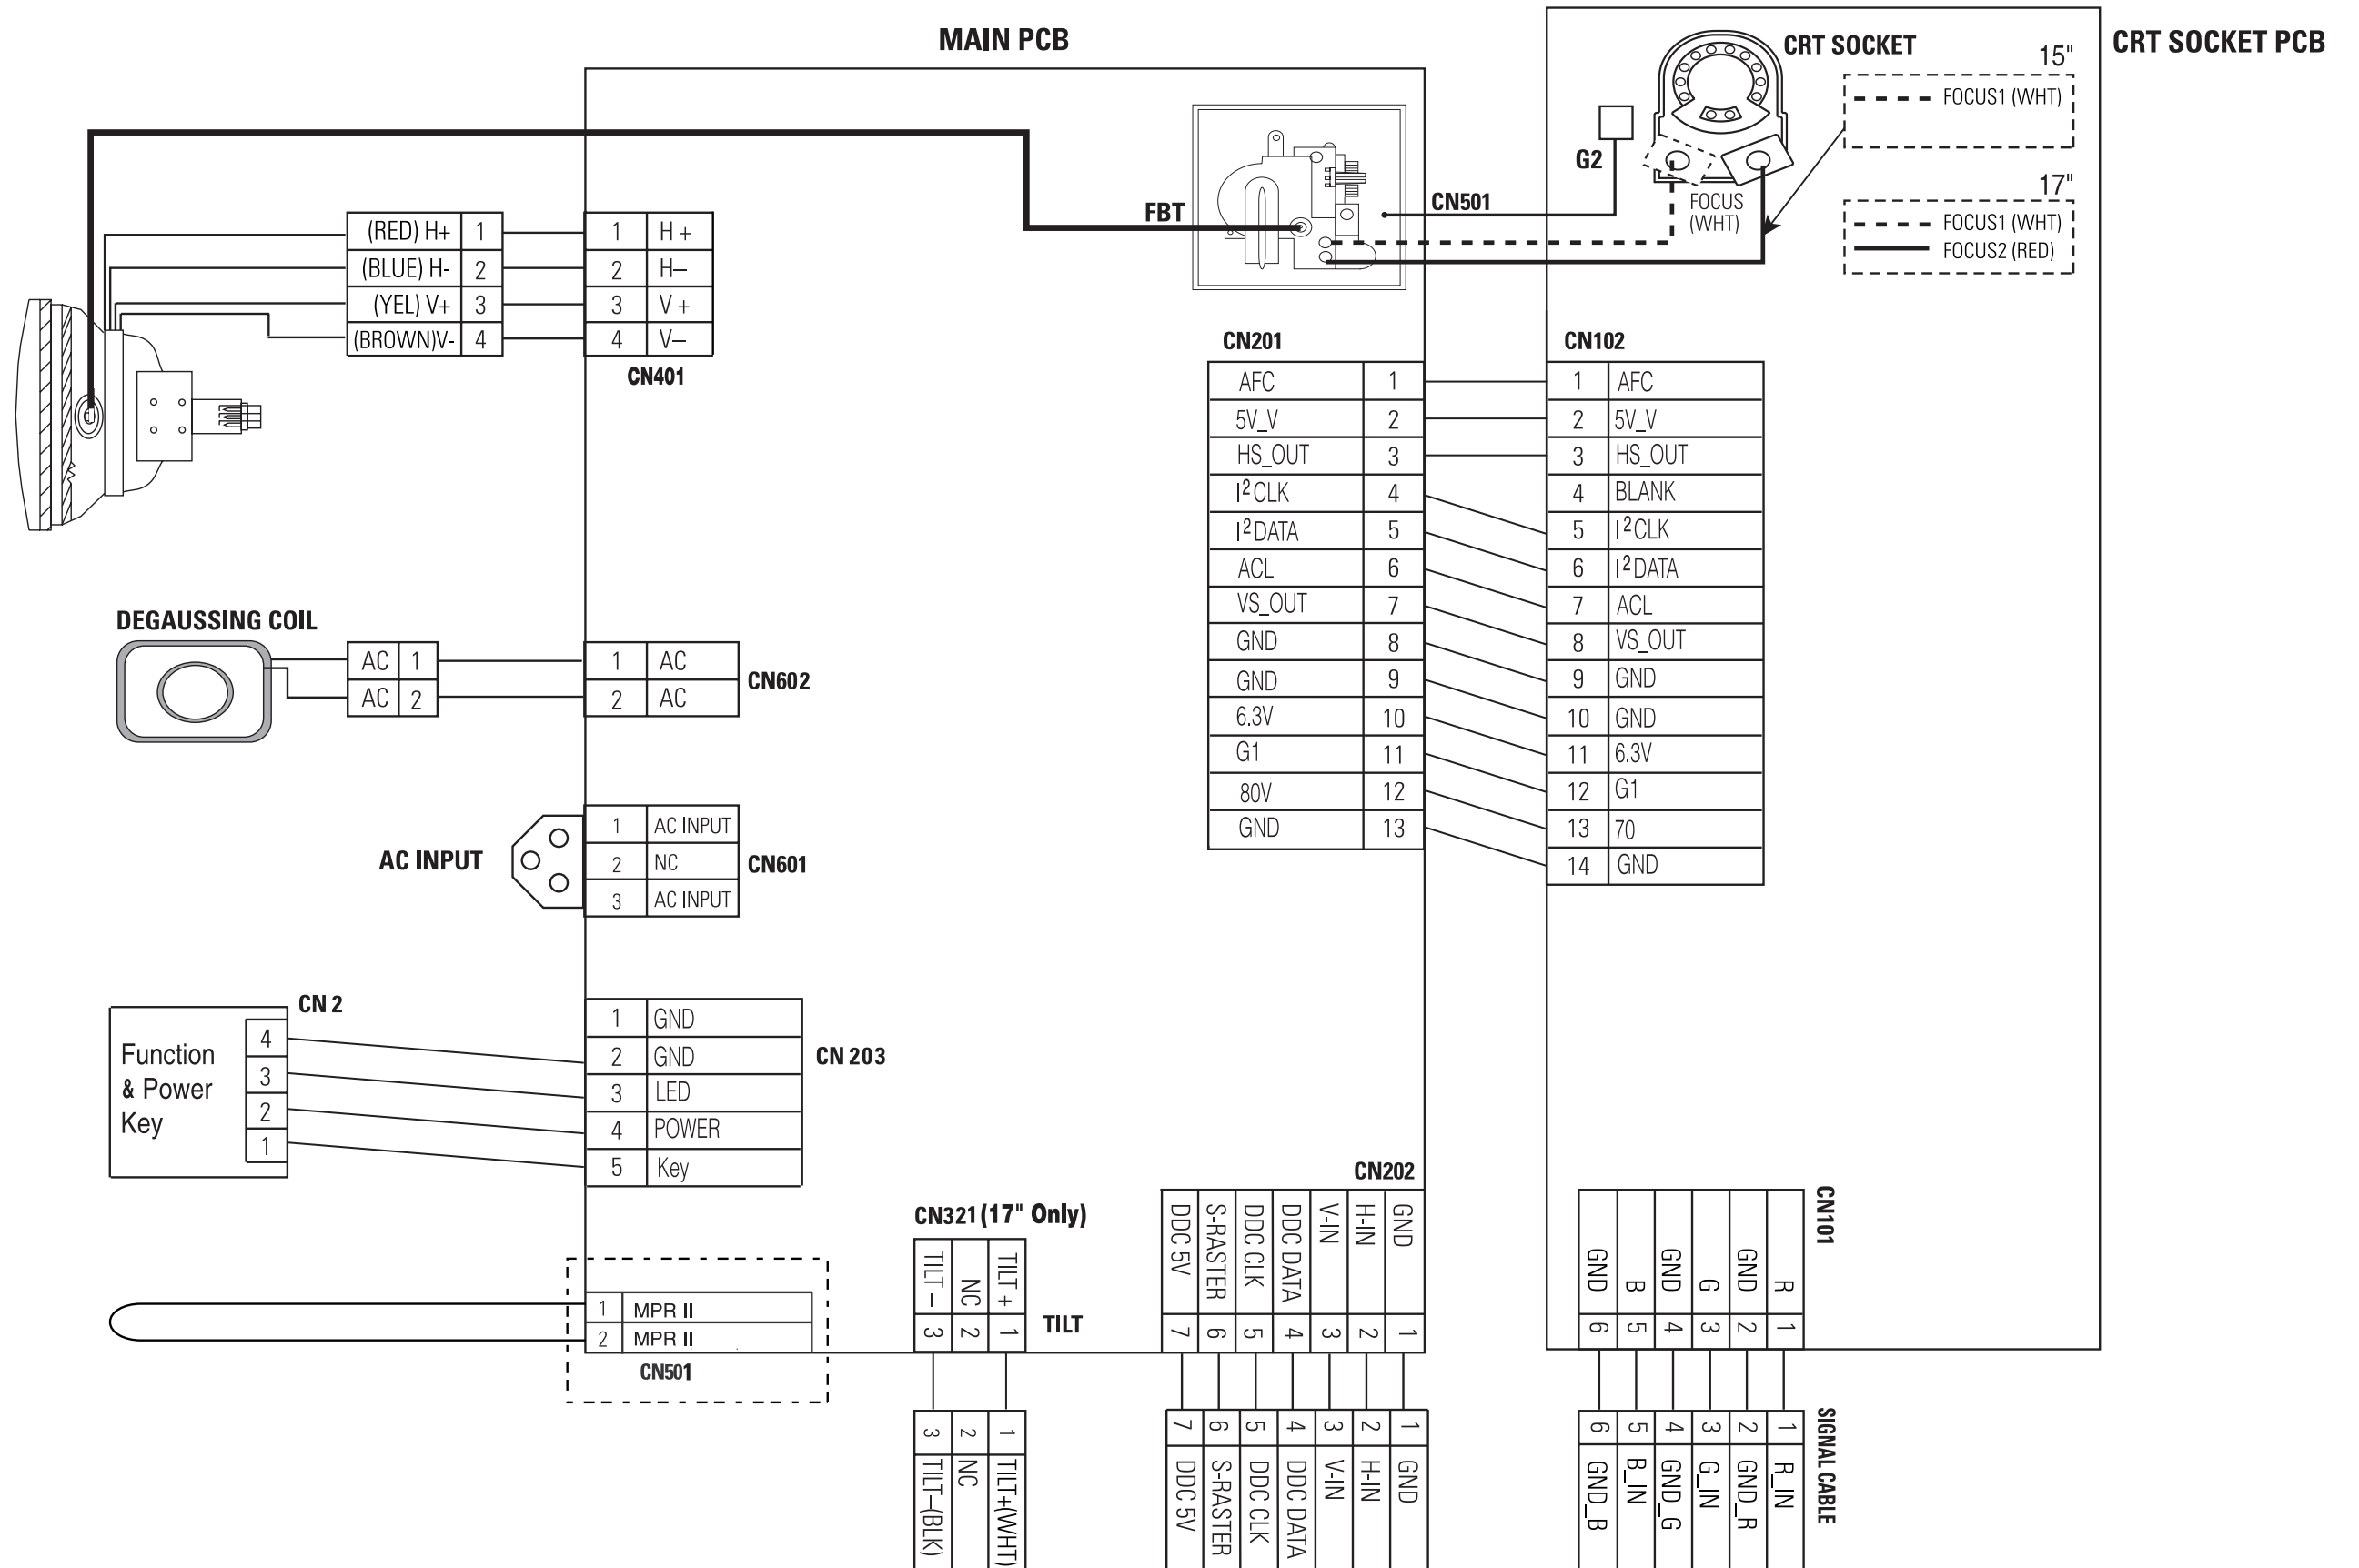 MAIN PCB
CRT SOCKET PCB
CRT SOCKET
15"
FOCUS1 (WHT)
17"
FOCUS1 (WHT)
FOCUS2 (RED)
G2
FOCUS
(WHT)
FBT
CN501
(RED) H+ 1 1 H +
(BLUE) H- 2 2 H–
(YEL) V+ 3 3 V +
(BROWN)V- 4 4 V–
CN401
CN201 CN102
AFC 1 1 AFC
5V_V 2 2 5V_V
HS_OUT 3 3 HS_OUT
I²CLK 4 4 BLANK
I²DATA 5 5 I²CLK
ACL 6 6 I²DATA
VS_OUT 7 7 ACL
GND 8 8 VS_OUT
GND 9 9 GND
6.3V 10 10 GND
G1 11 11 6.3V
80V 12 12 G1
GND 13 13 70
14 GND
DEGAUSSING COIL
AC 1 1 AC
AC 2 2 AC
CN602
AC INPUT
1 AC INPUT
2 NC
3 AC INPUT
CN601
CN 2
Function
& Power
Key
4
3
2
1
1 GND
2 GND
3 LED
4 POWER
5 Key
CN 203
1 MPR II
2 MPR II
CN501
CN321 (17" Only)
TILT – NC TILT +
3 2 1
TILT
3 2 1
TILT–(BLK) NC TILT+(WHT)
CN202
DDC 5V S-RASTER DDC CLK DDC DATA V-IN H-IN GND
7 6 5 4 3 2 1
7 6 5 4 3 2 1
DDC 5V S-RASTER DDC CLK DDC DATA V-IN H-IN GND
CN101
GND B GND G GND R
6 5 4 3 2 1
6 5 4 3 2 1
GND_B B_IN GND_G G_IN GND_R R_IN
SIGNAL CABLE